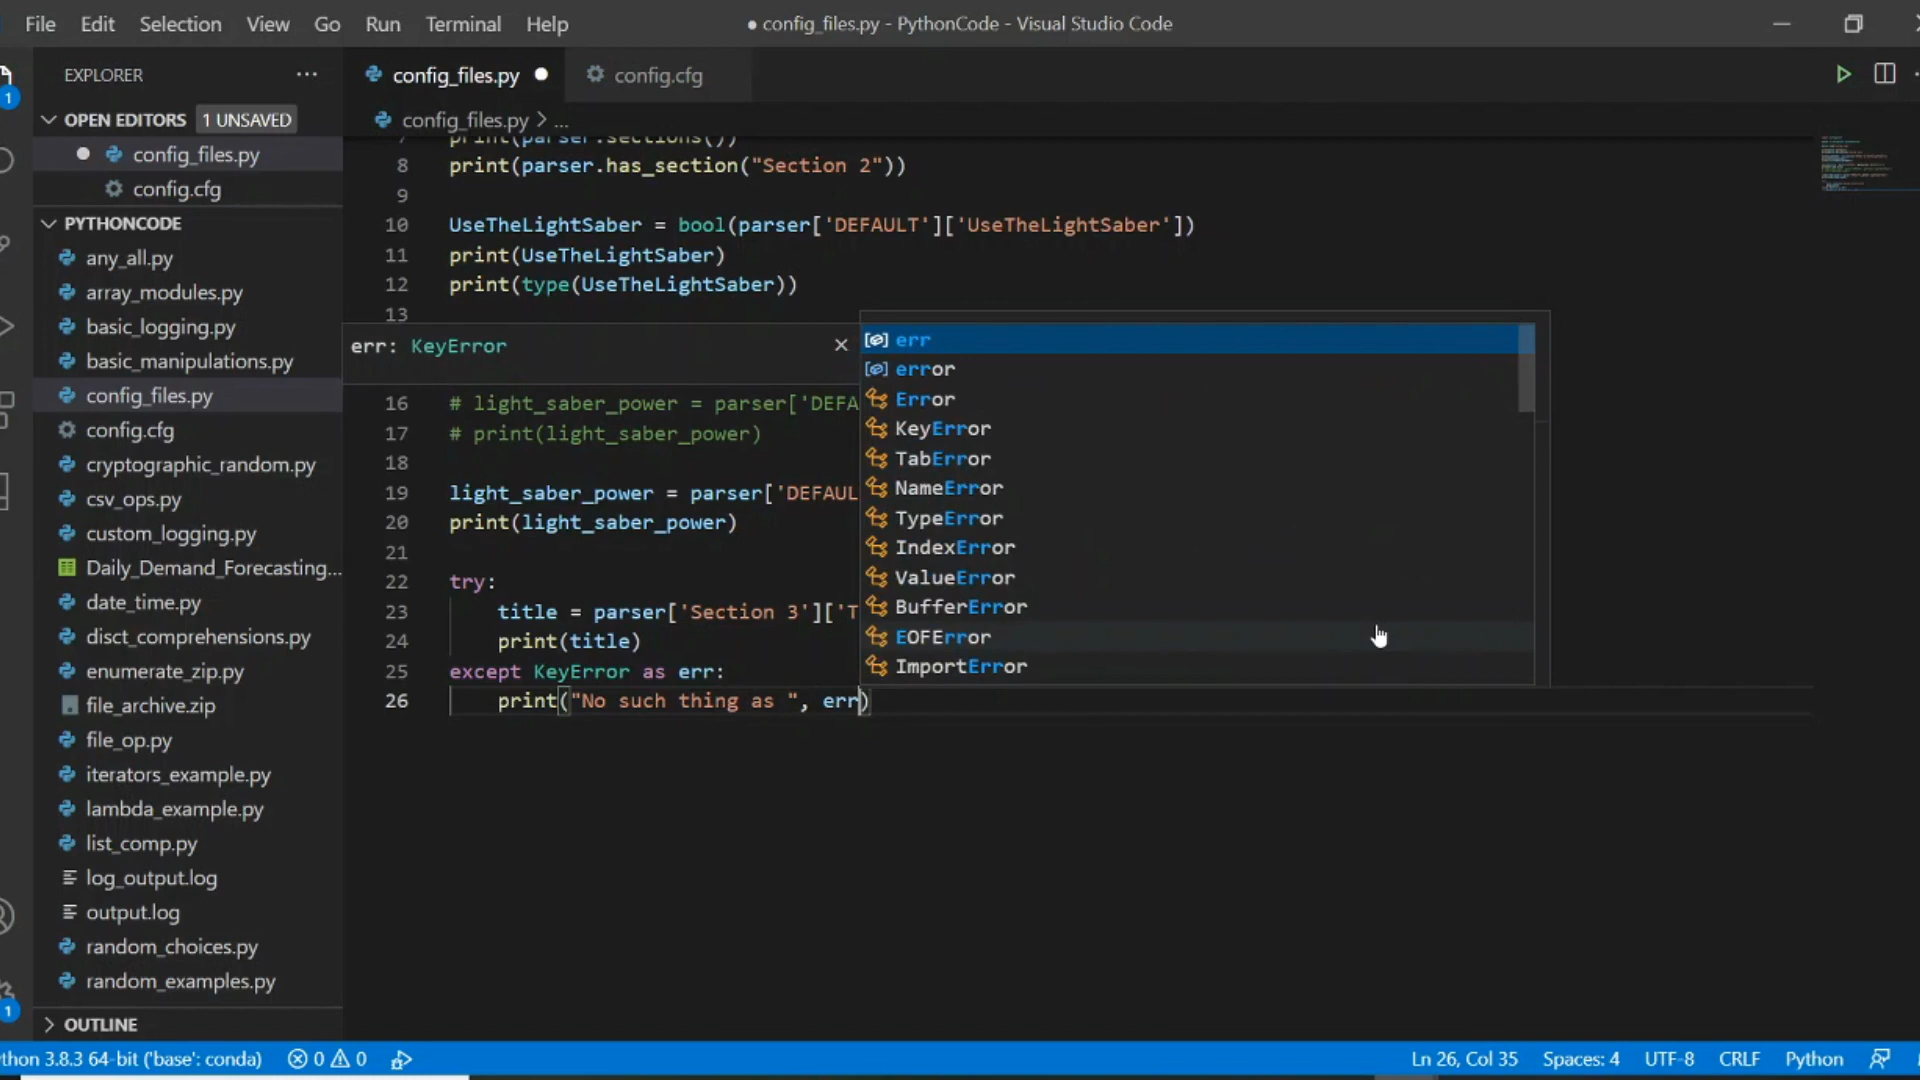 File Edit Selection View Go Run Terminal Help
● config_files.py - PythonCode - Visual Studio Code
EXPLORER
config_files.py
config.cfg
OPEN EDITORS 1 UNSAVED
config_files.py
config.cfg
config_files.py > ...
PYTHONCODE
any_all.py
array_modules.py
basic_logging.py
basic_manipulations.py
config_files.py
config.cfg
cryptographic_random.py
csv_ops.py
custom_logging.py
Daily_Demand_Forecasting...
date_time.py
disct_comprehensions.py
enumerate_zip.py
file_archive.zip
file_op.py
iterators_example.py
lambda_example.py
list_comp.py
log_output.log
output.log
random_choices.py
random_examples.py
OUTLINE
7 print(parser.sections())
8 print(parser.has_section("Section 2"))
9
10 UseTheLightSaber = bool(parser['DEFAULT']['UseTheLightSaber'])
11 print(UseTheLightSaber)
12 print(type(UseTheLightSaber))
13
err: KeyError
16 # light_saber_power = parser['DEFA
17 # print(light_saber_power)
18
19 light_saber_power = parser['DEFAUL
20 print(light_saber_power)
21
22 try:
23 title = parser['Section 3']['T
24 print(title)
25 except KeyError as err:
26 print("No such thing as ", err)
err
error
Error
KeyError
TabError
NameError
TypeError
IndexError
ValueError
BufferError
EOFError
ImportError
1
1
thon 3.8.3 64-bit ('base': conda) 0 0
Ln 26, Col 35 Spaces: 4 UTF-8 CRLF Python